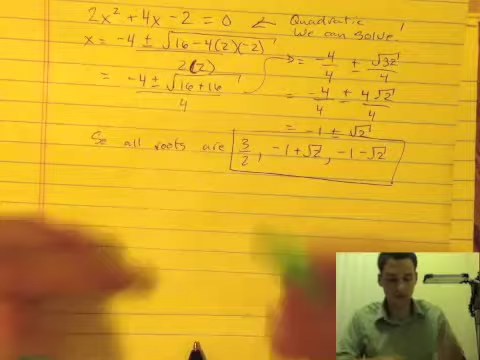 2x² + 4x - 2 = 0 ← Quadratic
We can solve!
x = -4 ± √16 - 4(2)(-2)
2(2)
= -4 ± √16 + 16
4
= -4/4 ± √32/4
= -4/4 ± 4√2/4
= -1 ± √2
So all roots are 3/2, -1+√2, -1-√2